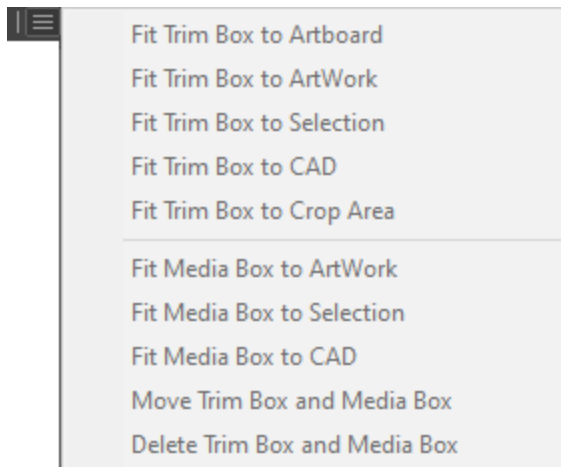 Fit Trim Box to Artboard
Fit Trim Box to ArtWork
Fit Trim Box to Selection
Fit Trim Box to CAD
Fit Trim Box to Crop Area
Fit Media Box to ArtWork
Fit Media Box to Selection
Fit Media Box to CAD
Move Trim Box and Media Box
Delete Trim Box and Media Box